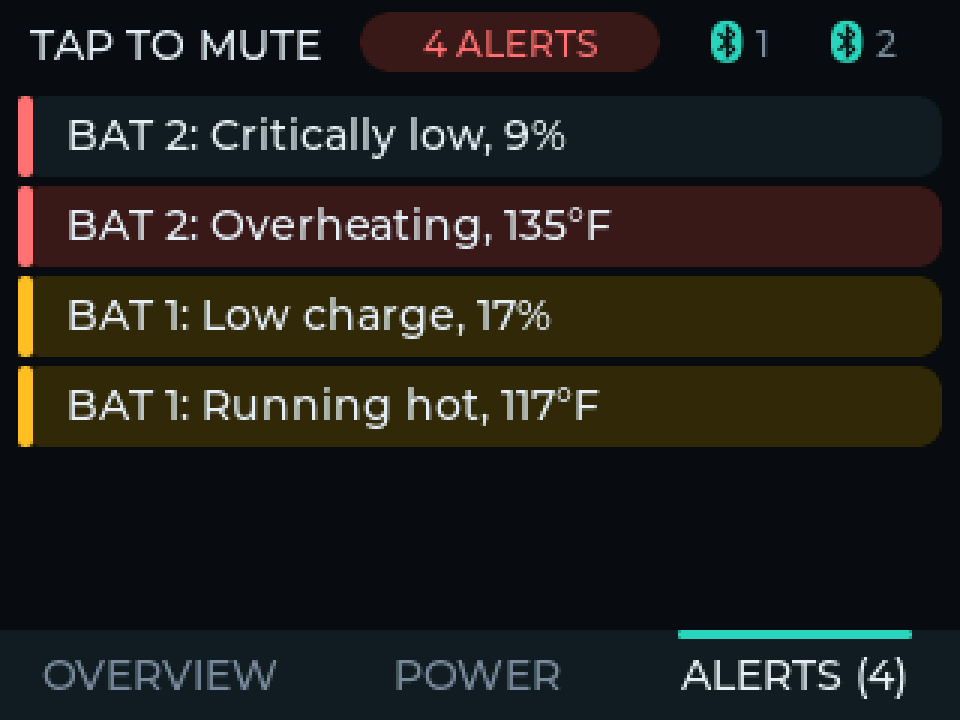 TAP TO MUTE 4 ALERTS 1 2
BAT 2: Critically low, 9%
BAT 2: Overheating, 135°F
BAT 1: Low charge, 17%
BAT 1: Running hot, 117°F
OVERVIEW POWER ALERTS (4)